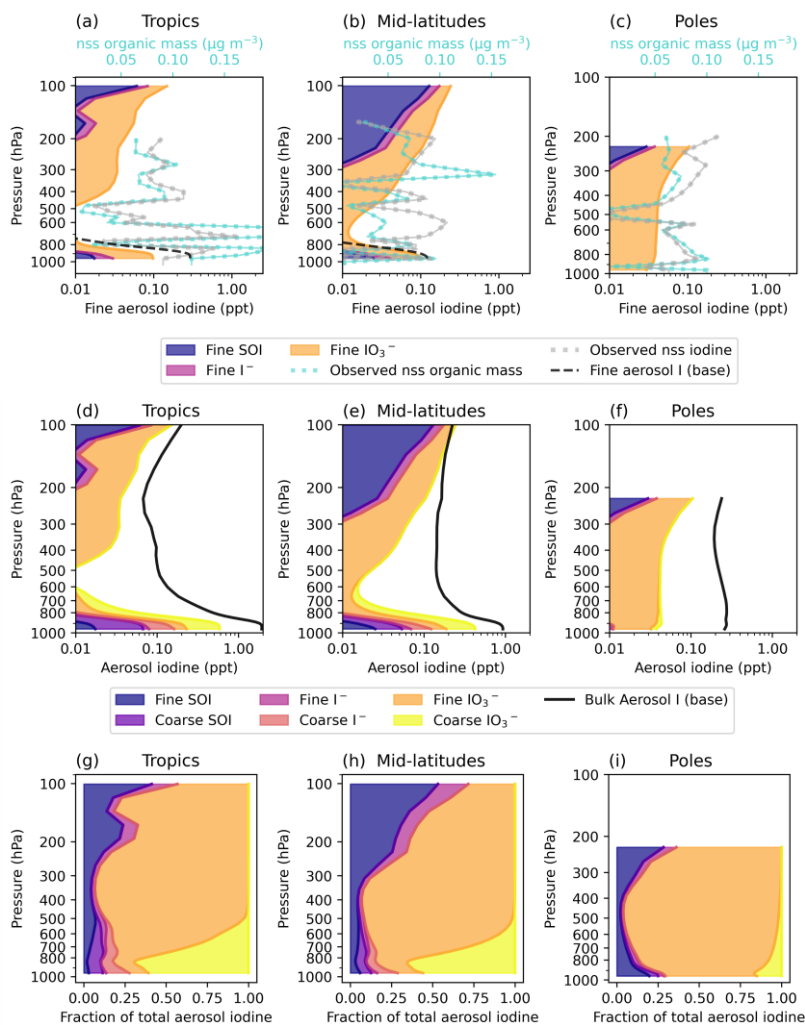 (a) Tropics
nss organic mass (µg m⁻³)
0.05 0.10 0.15
100
200
300
400
500
600
800
1000
Pressure (hPa)
0.01 0.10 1.00
Fine aerosol iodine (ppt)
(b) Mid-latitudes
nss organic mass (µg m⁻³)
0.05 0.10 0.15
100
200
300
400
500
600
800
1000
Pressure (hPa)
0.01 0.10 1.00
Fine aerosol iodine (ppt)
(c) Poles
nss organic mass (µg m⁻³)
0.05 0.10 0.15
100
200
300
400
500
600
800
1000
Pressure (hPa)
0.01 0.10 1.00
Fine aerosol iodine (ppt)
Fine SOI
Fine I⁻
Fine IO₃⁻
Observed nss organic mass
Observed nss iodine
Fine aerosol I (base)
(d) Tropics
100
200
300
400
500
600
700
800
1000
Pressure (hPa)
0.01 0.10 1.00
Aerosol iodine (ppt)
(e) Mid-latitudes
100
200
300
400
500
600
700
800
1000
Pressure (hPa)
0.01 0.10 1.00
Aerosol iodine (ppt)
(f) Poles
100
200
300
400
500
600
700
800
1000
Pressure (hPa)
0.01 0.10 1.00
Aerosol iodine (ppt)
Fine SOI
Coarse SOI
Fine I⁻
Coarse I⁻
Fine IO₃⁻
Coarse IO₃⁻
Bulk Aerosol I (base)
(g) Tropics
100
200
300
400
500
600
700
800
1000
Pressure (hPa)
0.00 0.25 0.50 0.75 1.00
Fraction of total aerosol iodine
(h) Mid-latitudes
100
200
300
400
500
600
700
800
1000
Pressure (hPa)
0.00 0.25 0.50 0.75 1.00
Fraction of total aerosol iodine
(i) Poles
100
200
300
400
500
600
700
800
1000
Pressure (hPa)
0.00 0.25 0.50 0.75 1.00
Fraction of total aerosol iodine